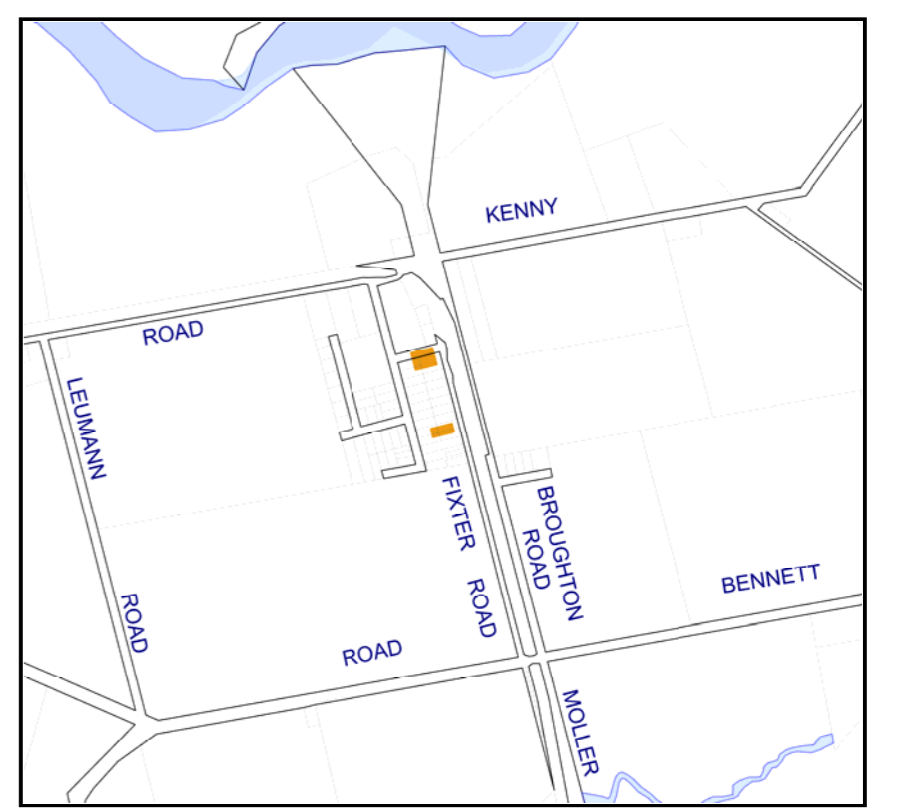 KENNY
ROAD
LEUMANN
FIXTER
BROUGHTON
ROAD
BENNETT
ROAD
ROAD
ROAD
MOLLER